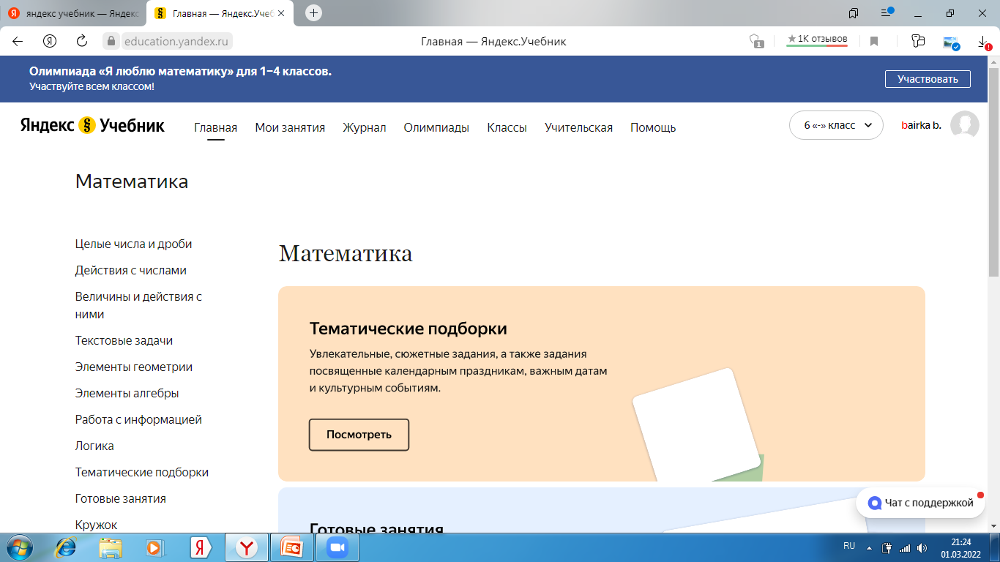 яндекс учебник — Яндекс
Главная — Яндекс.Учеб
education.yandex.ru
Главная — Яндекс.Учебник
1
★ 1K отзывов
Олимпиада «Я люблю математику» для 1–4 классов.
Участвуйте всем классом!
Участвовать
Яндекс § Учебник
Главная
Мои занятия
Журнал
Олимпиады
Классы
Учительская
Помощь
6 «-» класс
bairka b.
Математика
Целые числа и дроби
Действия с числами
Величины и действия с
ними
Текстовые задачи
Элементы геометрии
Элементы алгебры
Работа с информацией
Логика
Тематические подборки
Готовые занятия
Кружок
Математика
Тематические подборки
Увлекательные, сюжетные задания, а также задания
посвященные календарным праздникам, важным датам
и культурным событиям.
Посмотреть
Готовые занятия
Чат с поддержкой
RU
21:24
01.03.2022